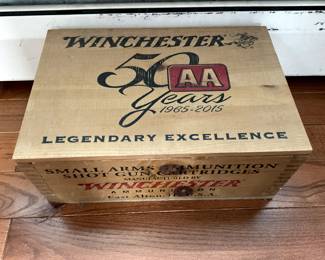 WINCHESTER
50
AA
Years
1965-2015
LEGENDARY EXCELLENCE
SMALL ARMS AMMUNITION
SHOT GUN CARTRIDGES
MANUFACTURED BY
WINCHESTER
AMMUNITION
East Alton,